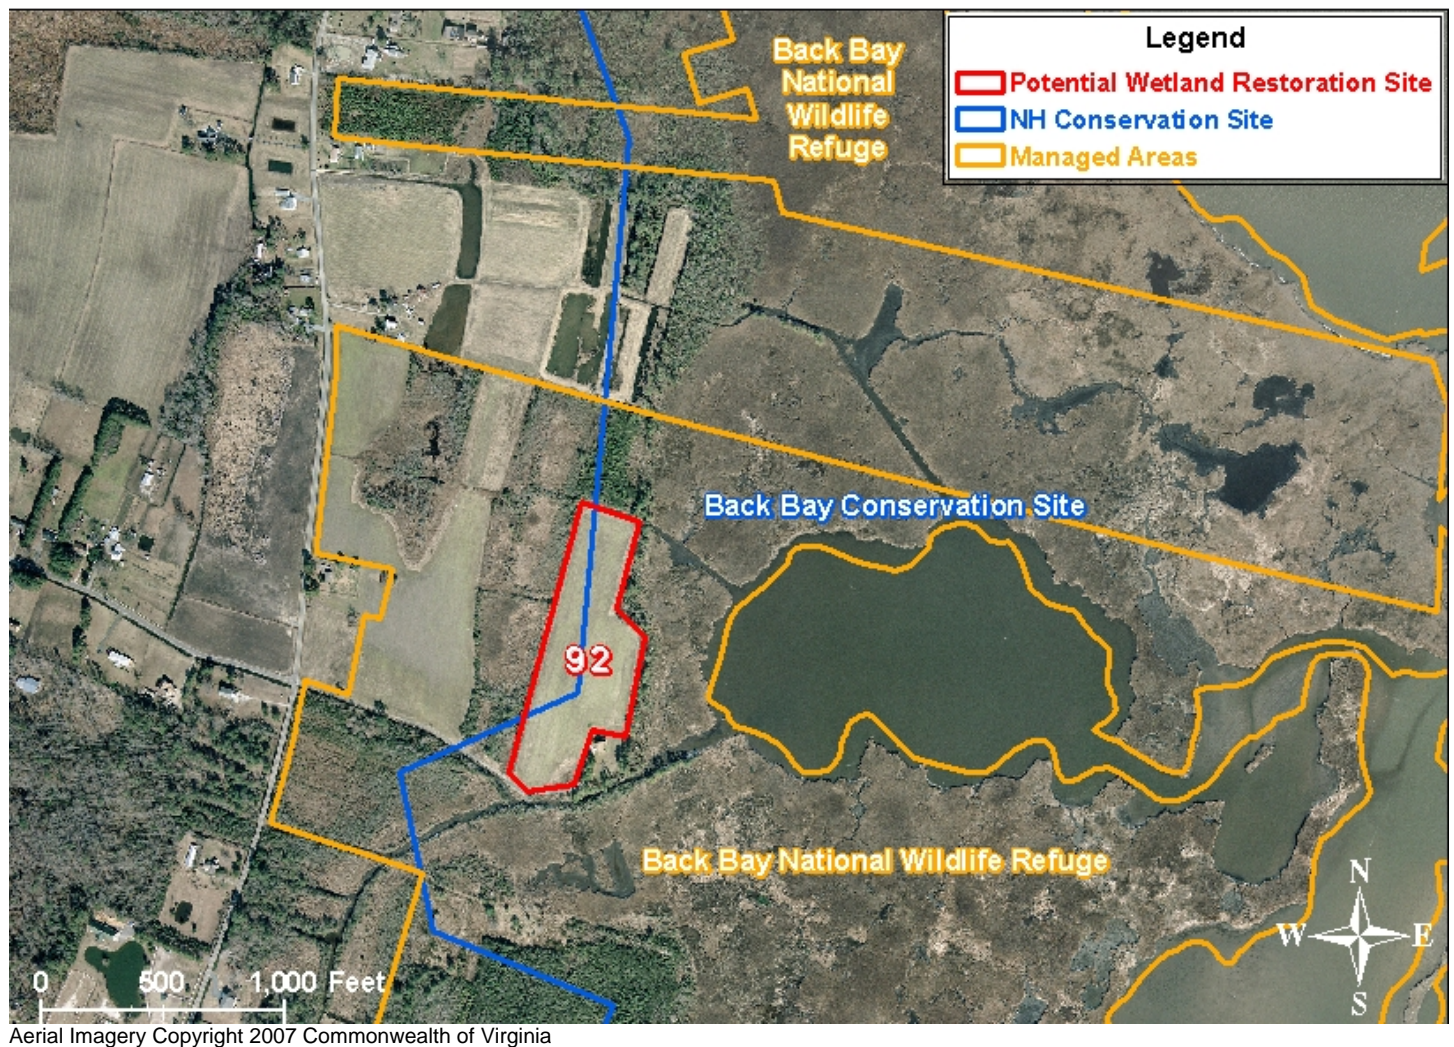 Back Bay
National
Wildlife
Refuge
Legend
Potential Wetland Restoration Site
NH Conservation Site
Managed Areas
Back Bay Conservation Site
92
Back Bay National Wildlife Refuge
N
W E
S
0 500 1,000 Feet
Aerial Imagery Copyright 2007 Commonwealth of Virginia